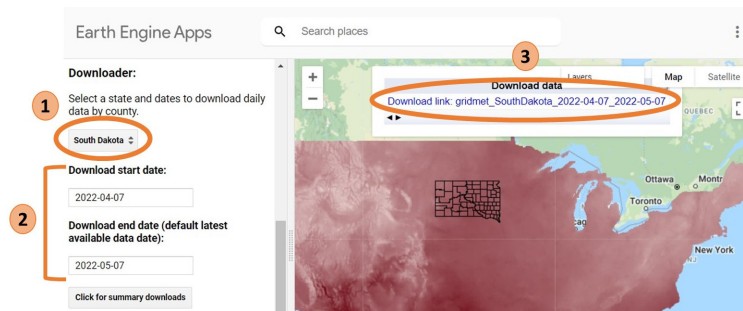 Earth Engine Apps
Search places
Downloader:
Select a state and dates to download daily
data by county.
1
South Dakota
2
Download start date:
2022-04-07
Download end date (default latest
available data date):
2022-05-07
Click for summary downloads
3
Layers
Map
Satellite
Download data
Download link: gridmet_SouthDakota_2022-04-07_2022-05-07
+
−
QUEBEC
Ottawa
Montr
Toronto
cag
New York
NJ